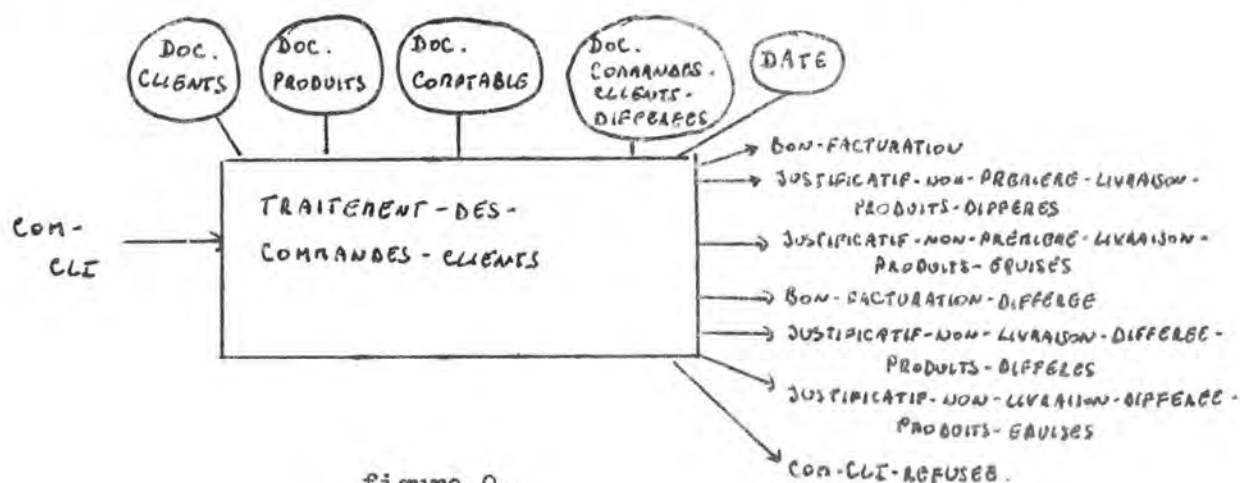 DOC.
CLIENTS
DOC.
PRODUITS
DOC.
COMPTABLE
DOC.
COMMANDES-
CLIENTS-
DIFFEREES
DATE
COM-
CLI
TRAITEMENT-DES-
COMMANDES-CLIENTS
BON-FACTURATION
JUSTIFICATIF-NON-PREMIERE-LIVRAISON-
PRODUITS-DIFFERES
JUSTIFICATIF-NON-PREMIERE-LIVRAISON-
PRODUITS-EPUISES
BON-FACTURATION-DIFFEREE
JUSTIFICATIF-NON-LIVRAISON-DIFFEREE-
PRODUITS-DIFFERES
JUSTIFICATIF-NON-LIVRAISON-DIFFEREE-
PRODUITS-EPUISES
COM-CLI-REFUSEE.